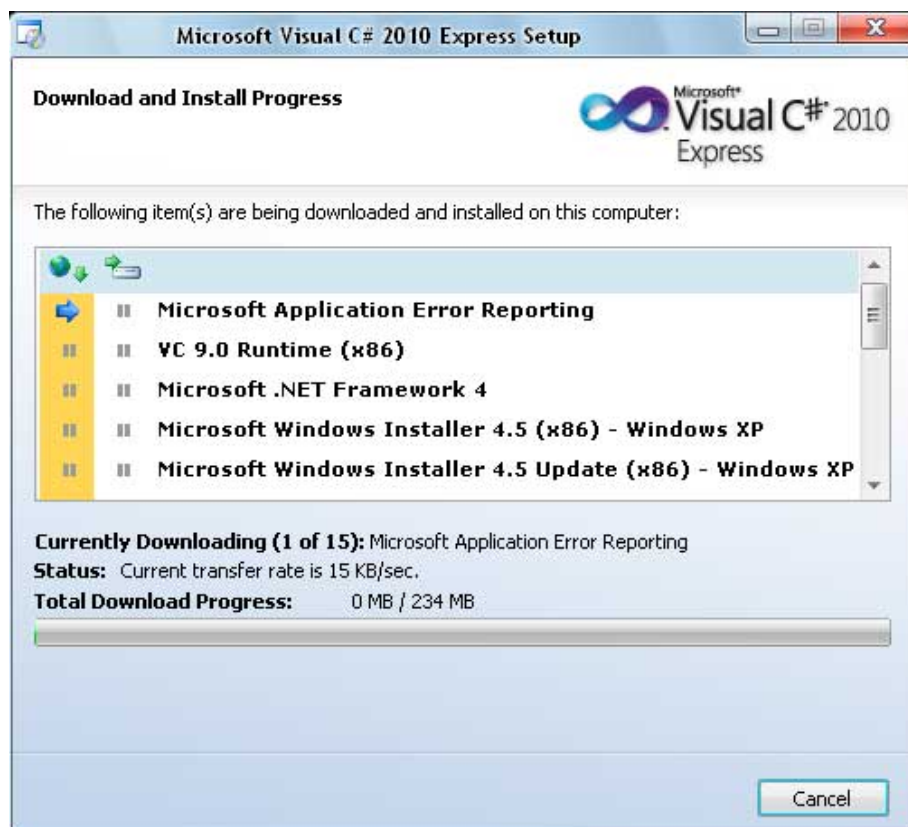 Microsoft Visual C# 2010 Express Setup
Download and Install Progress
Microsoft®
Visual C#® 2010
Express
The following item(s) are being downloaded and installed on this computer:
Microsoft Application Error Reporting
VC 9.0 Runtime (x86)
Microsoft .NET Framework 4
Microsoft Windows Installer 4.5 (x86) - Windows XP
Microsoft Windows Installer 4.5 Update (x86) - Windows XP
Currently Downloading (1 of 15): Microsoft Application Error Reporting
Status: Current transfer rate is 15 KB/sec.
Total Download Progress: 0 MB / 234 MB
Cancel